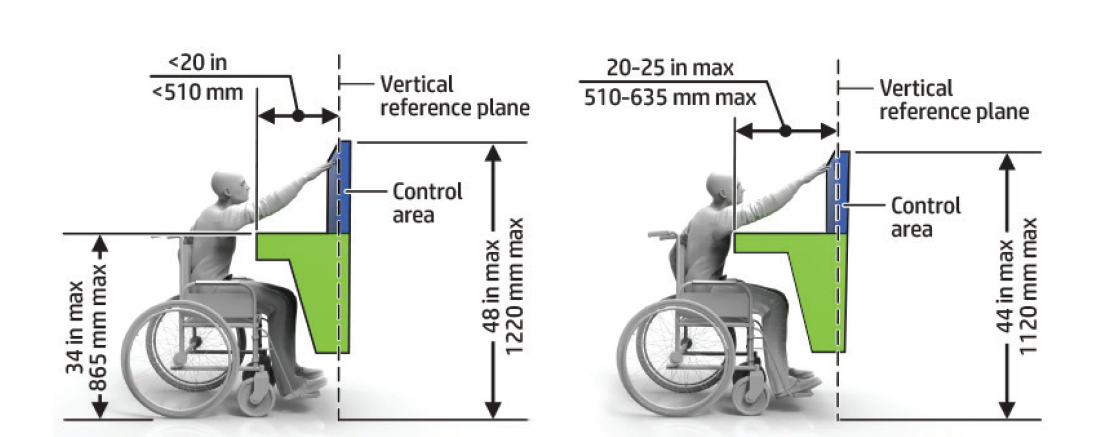 <20 in
<510 mm
Vertical
reference plane
Control
area
34 in max
865 mm max
48 in max
1220 mm max
20-25 in max
510-635 mm max
Vertical
reference plane
Control
area
44 in max
1120 mm max